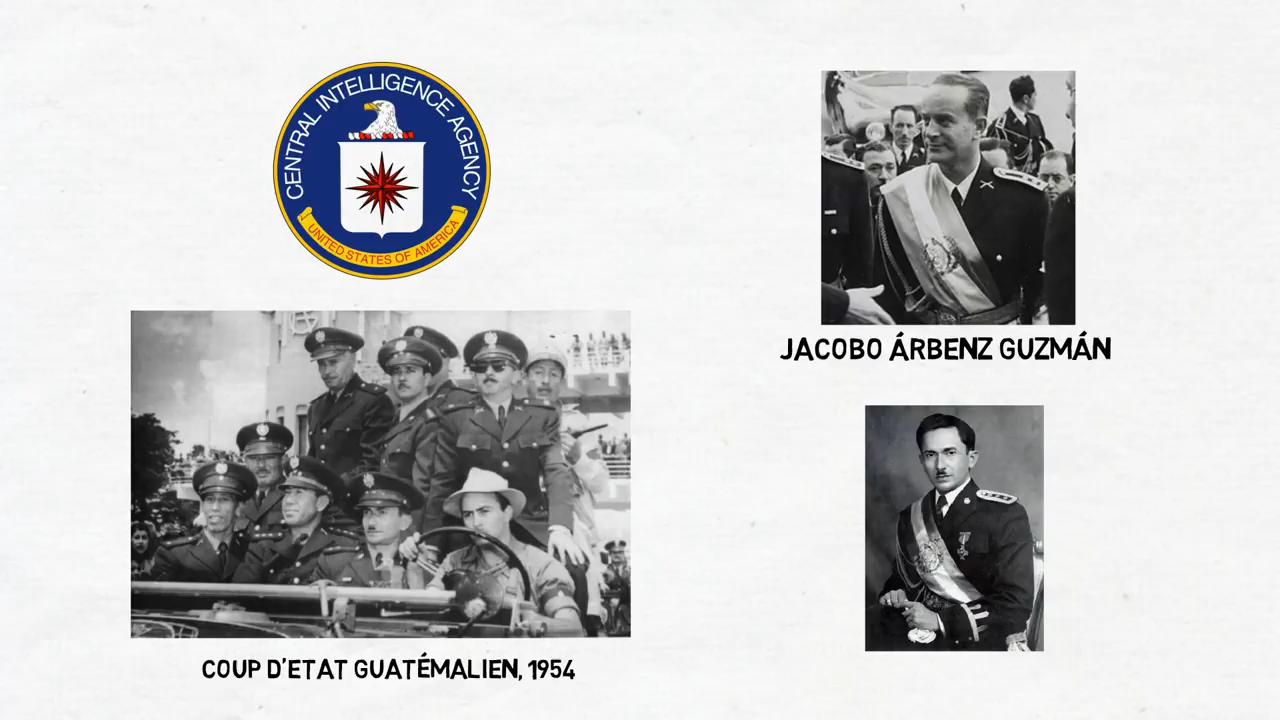 CENTRAL INTELLIGENCE AGENCY
UNITED STATES OF AMERICA
JACOBO ÁRBENZ GUZMÁN
COUP D'ETAT GUATÉMALIEN, 1954